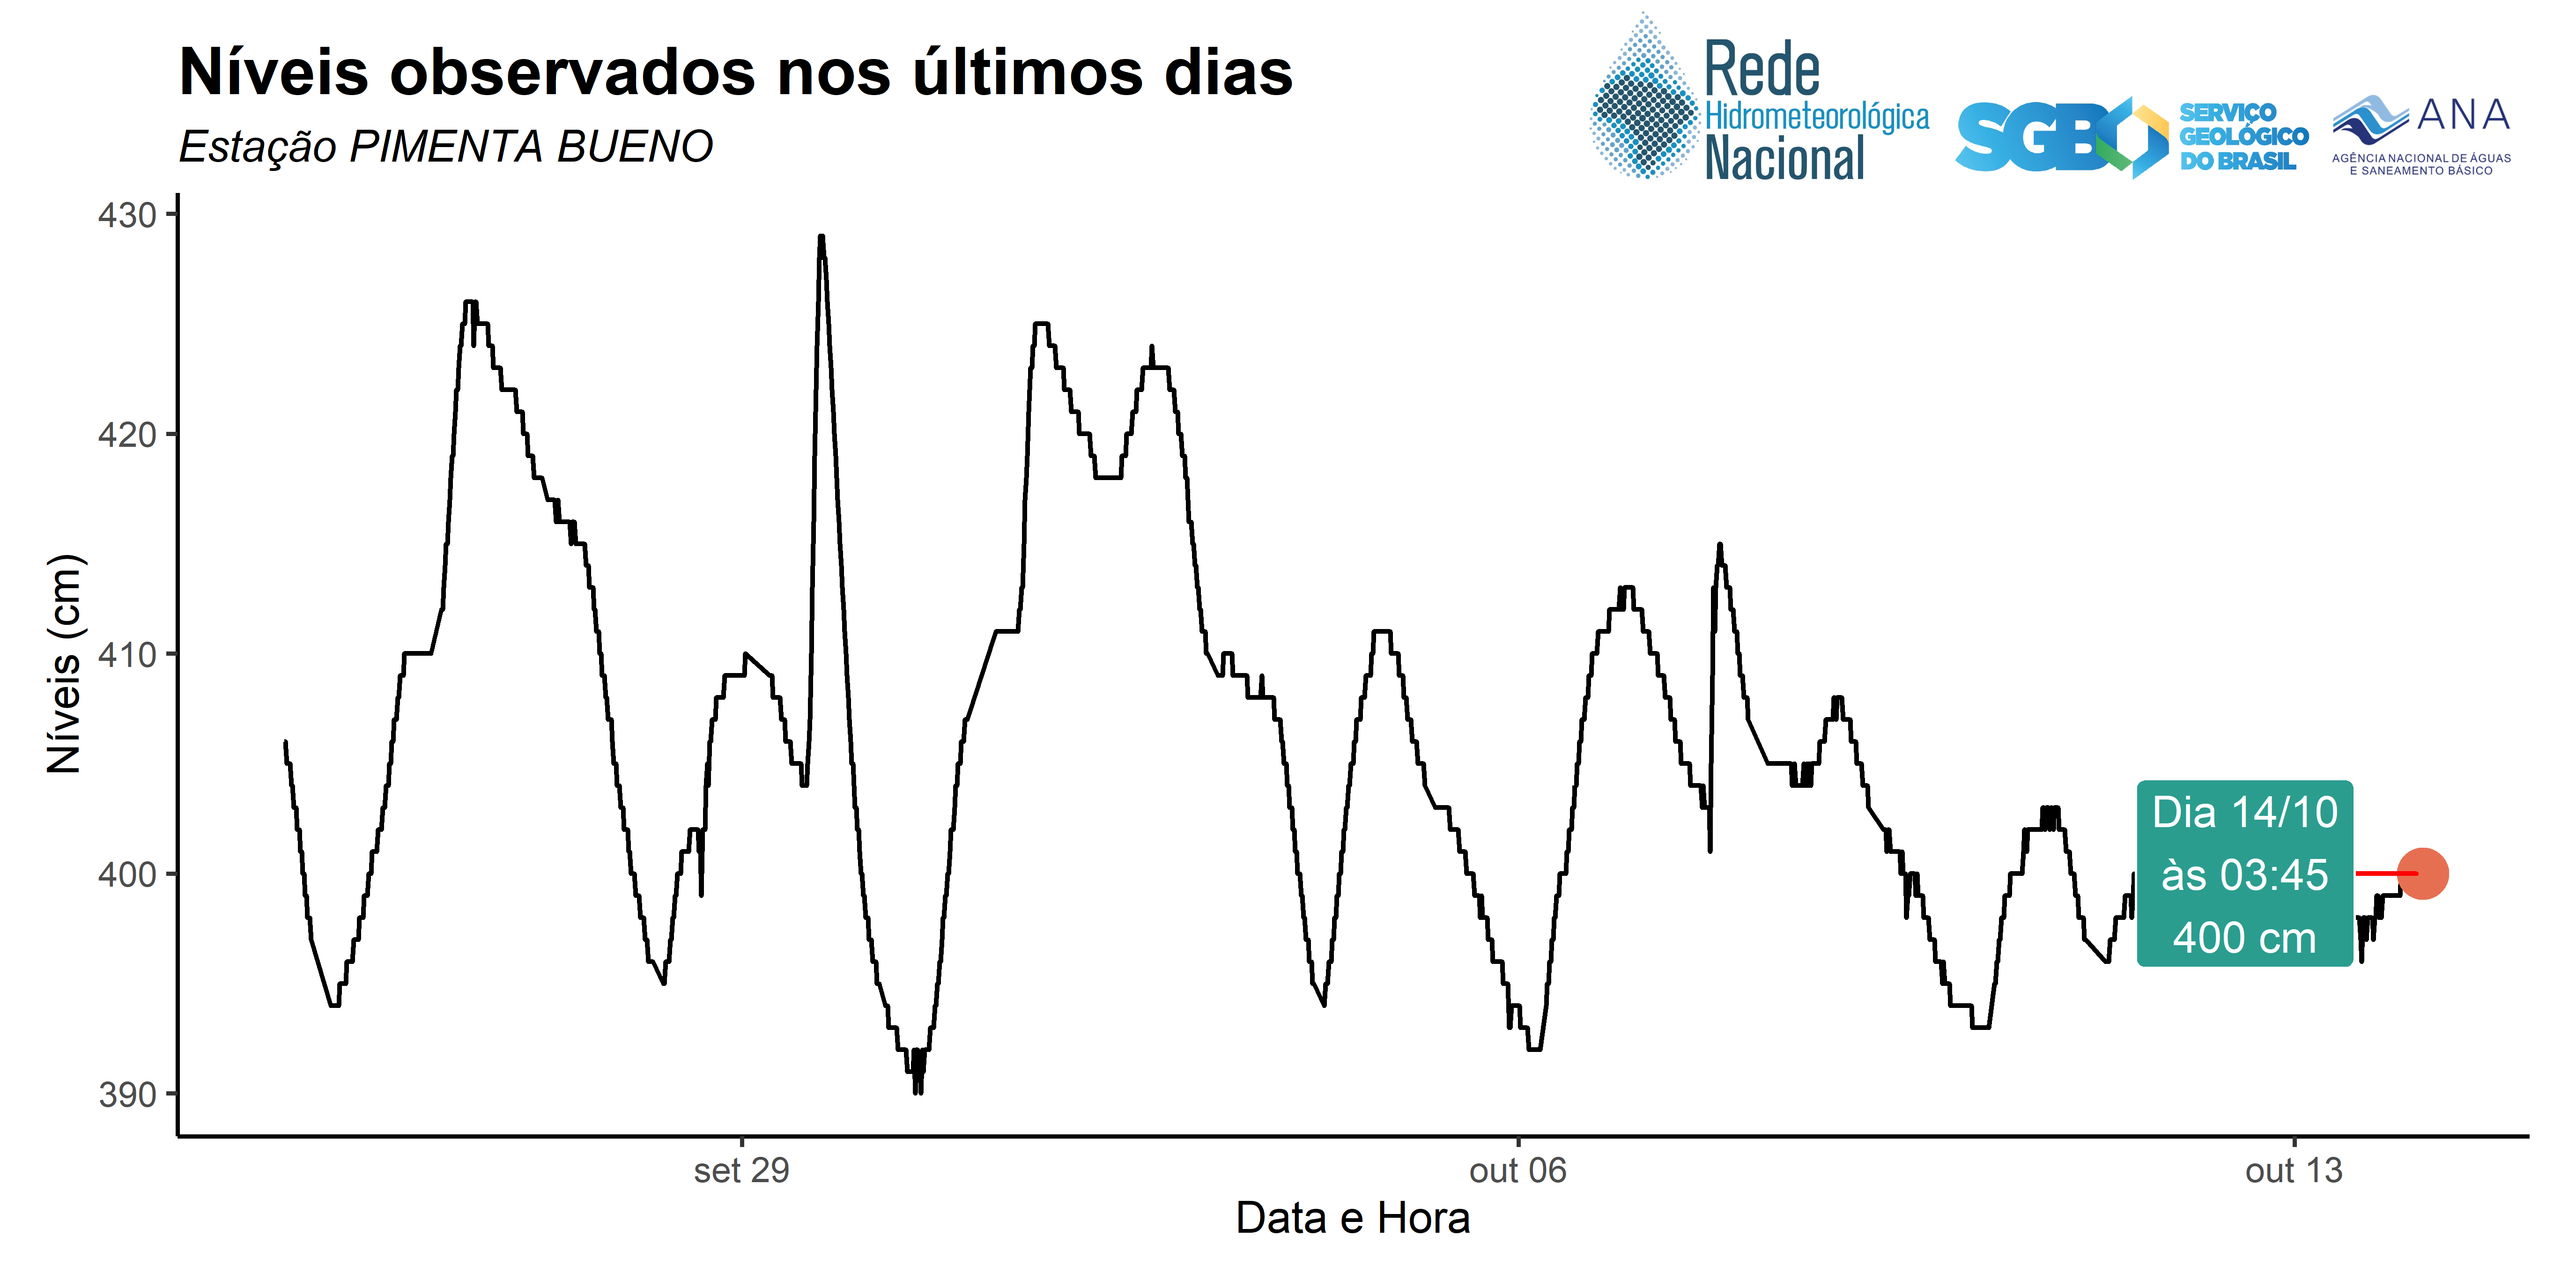 Níveis observados nos últimos dias
Estação PIMENTA BUENO
Rede
Hidrometeorológica
Nacional
SGB
SERVIÇO
GEOLÓGICO
DO BRASIL
ANA
AGÊNCIA NACIONAL DE ÁGUAS
E SANEAMENTO BÁSICO
Níveis (cm)
430
420
410
400
390
Dia 14/10
às 03:45
400 cm
set 29
out 06
out 13
Data e Hora